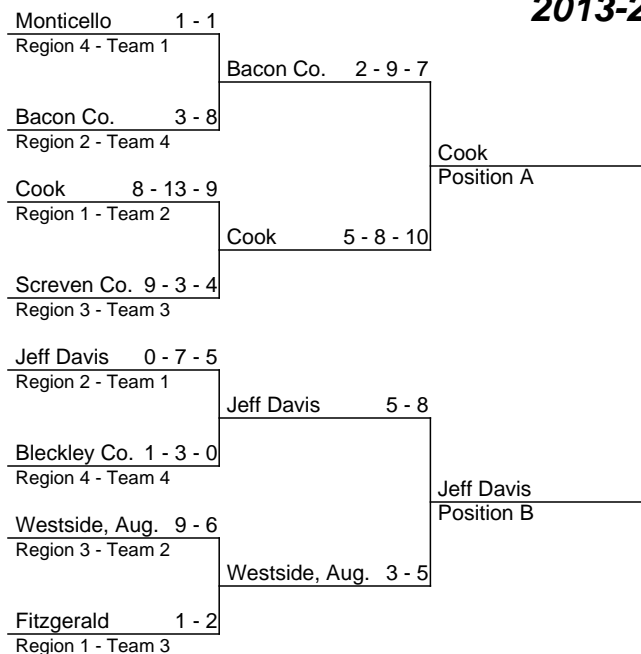 2013-2
Monticello 1 - 1
Region 4 - Team 1
Bacon Co. 2 - 9 - 7
Bacon Co. 3 - 8
Region 2 - Team 4
Cook
Position A
Cook 8 - 13 - 9
Region 1 - Team 2
Cook 5 - 8 - 10
Screven Co. 9 - 3 - 4
Region 3 - Team 3
Jeff Davis 0 - 7 - 5
Region 2 - Team 1
Jeff Davis 5 - 8
Bleckley Co. 1 - 3 - 0
Region 4 - Team 4
Jeff Davis
Position B
Westside, Aug. 9 - 6
Region 3 - Team 2
Westside, Aug. 3 - 5
Fitzgerald 1 - 2
Region 1 - Team 3